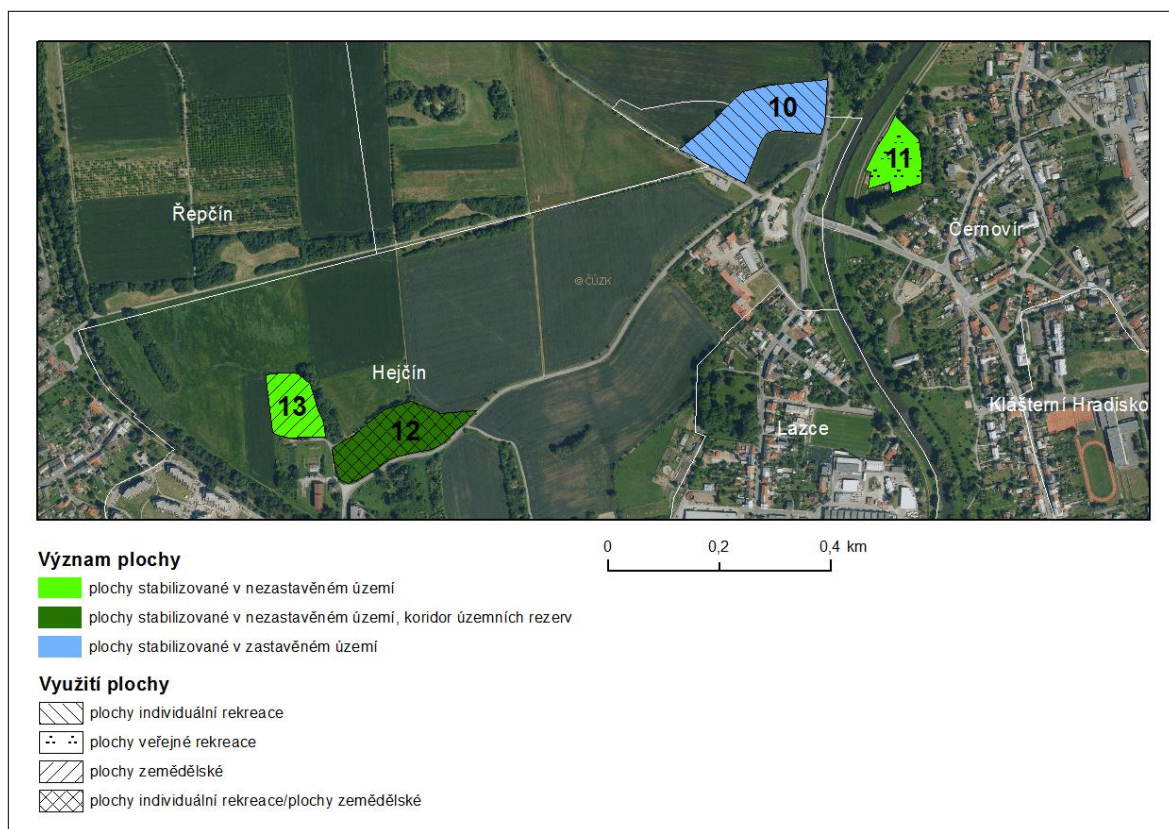 10
11
Řepčín
Černovír
© ČÚZK
Hejčín
13
12
Klášterní Hradisko
Lazce
0 0,2 0,4 km
Význam plochy
plochy stabilizované v nezastavěném území
plochy stabilizované v nezastavěném území, koridor územních rezerv
plochy stabilizované v zastavěném území
Využití plochy
plochy individuální rekreace
plochy veřejné rekreace
plochy zemědělské
plochy individuální rekreace/plochy zemědělské